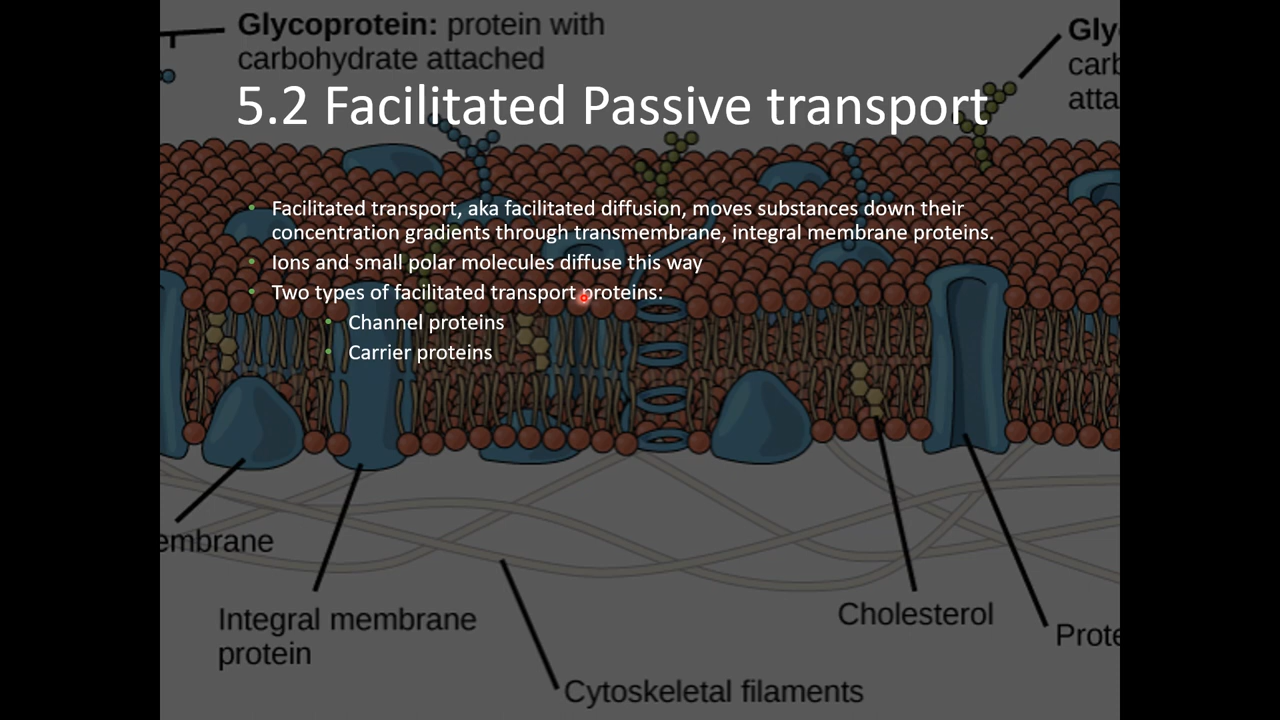 Glycoprotein: protein with
carbohydrate attached
Gly
carb
atta
5.2 Facilitated Passive transport
• Facilitated transport, aka facilitated diffusion, moves substances down their
concentration gradients through transmembrane, integral membrane proteins.
• Ions and small polar molecules diffuse this way
• Two types of facilitated transport proteins:
• Channel proteins
• Carrier proteins
embrane
Integral membrane
protein
Cholesterol
Prote
Cytoskeletal filaments